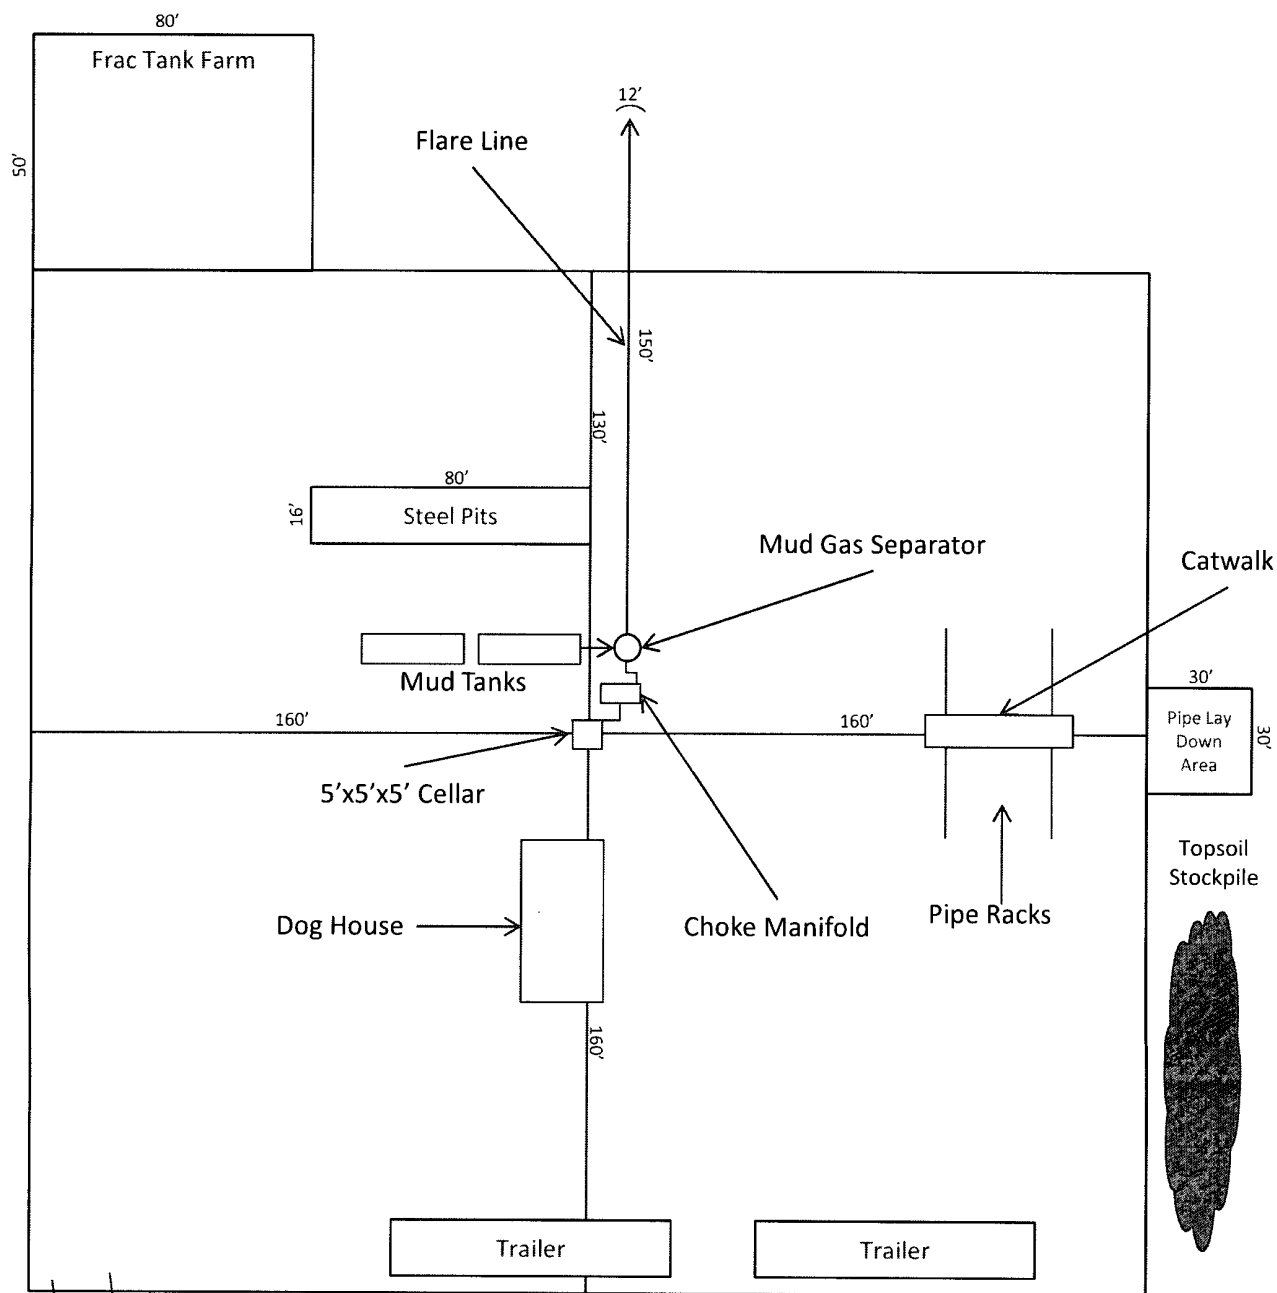 80’
Frac Tank Farm
50’
12’
Flare Line
150’
130’
80’
16’
Steel Pits
Mud Gas Separator
Catwalk
Mud Tanks
30’
160’
160’
Pipe Lay
Down
Area
30’
5’x5’x5’ Cellar
Topsoil
Stockpile
Dog House
Choke Manifold
Pipe Racks
160’
Trailer
Trailer